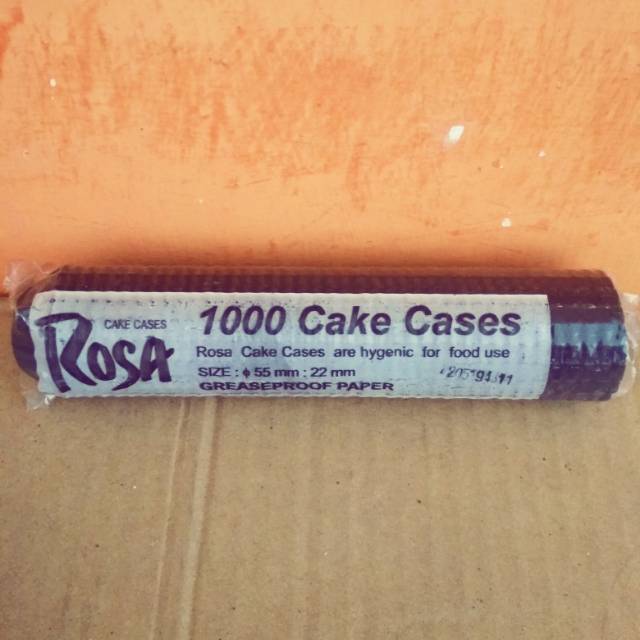 CAKE CASES
ROSA
1000 Cake Cases
Rosa Cake Cases are hygenic for food use
SIZE : ϕ 55 mm : 22 mm
GREASEPROOF PAPER